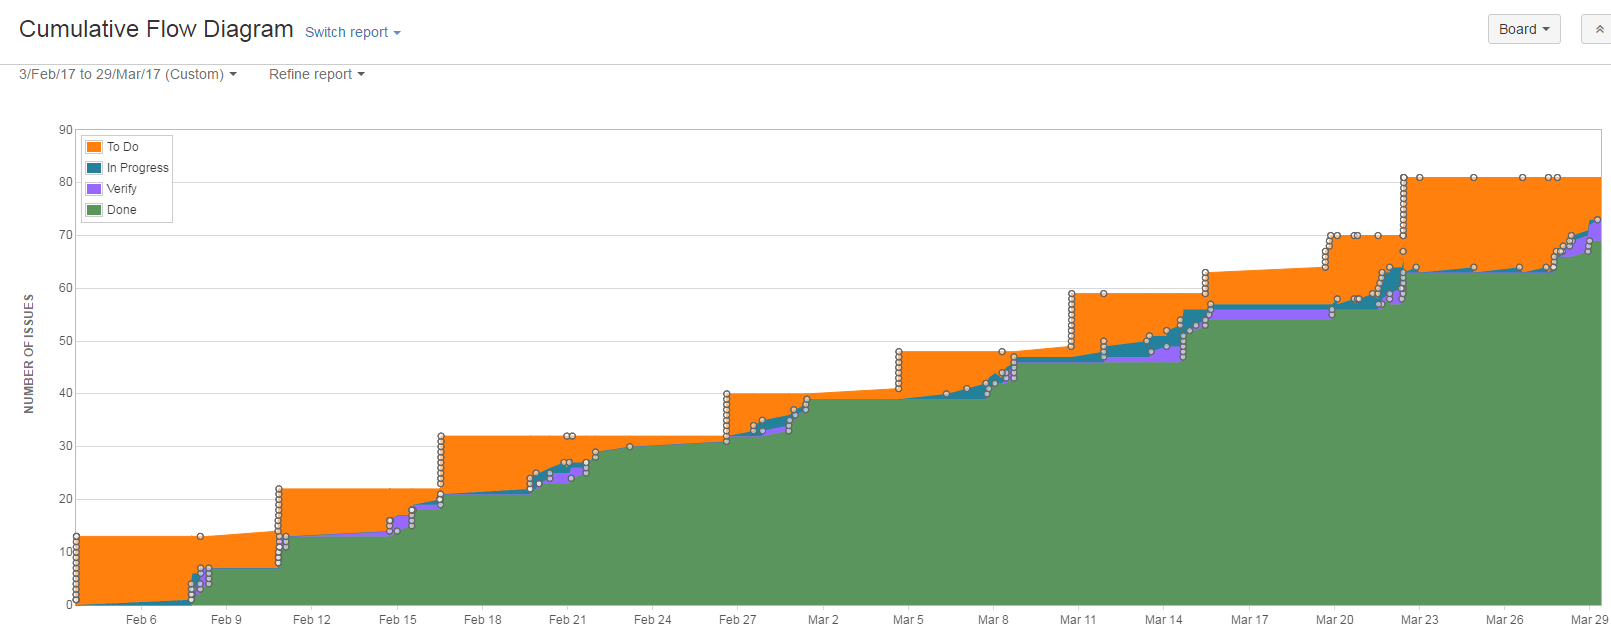 Cumulative Flow Diagram Switch report
Board
3/Feb/17 to 29/Mar/17 (Custom) Refine report
NUMBER OF ISSUES
90
80
70
60
50
40
30
20
10
0
To Do
In Progress
Verify
Done
Feb 6 Feb 9 Feb 12 Feb 15 Feb 18 Feb 21 Feb 24 Feb 27 Mar 2 Mar 5 Mar 8 Mar 11 Mar 14 Mar 17 Mar 20 Mar 23 Mar 26 Mar 29